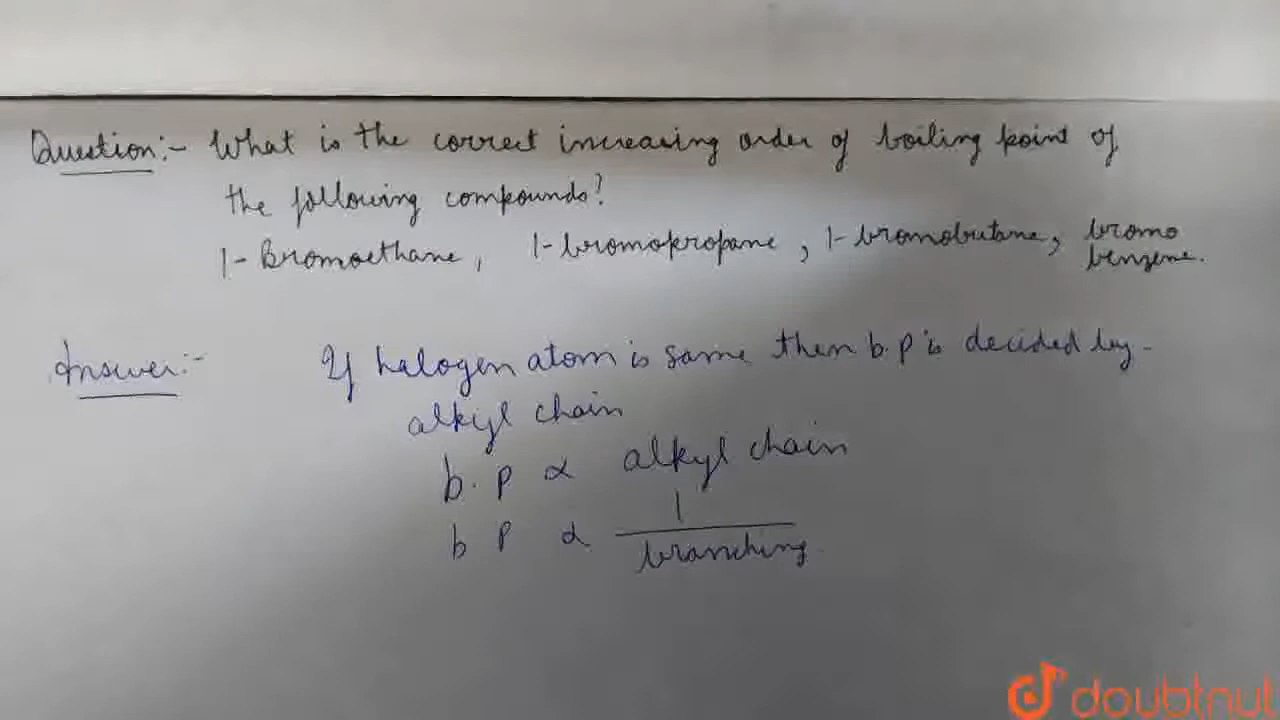 Question:- What is the correct increasing order of boiling point of
the following compounds?
1-Bromoethane, 1-bromopropane, 1-bromobutane, bromo
benzene.
Answer:- If halogen atom is same then b.p is decided by -
alkyl chain
b.p α alkyl chain
b p α 1
branching.
doubtnut